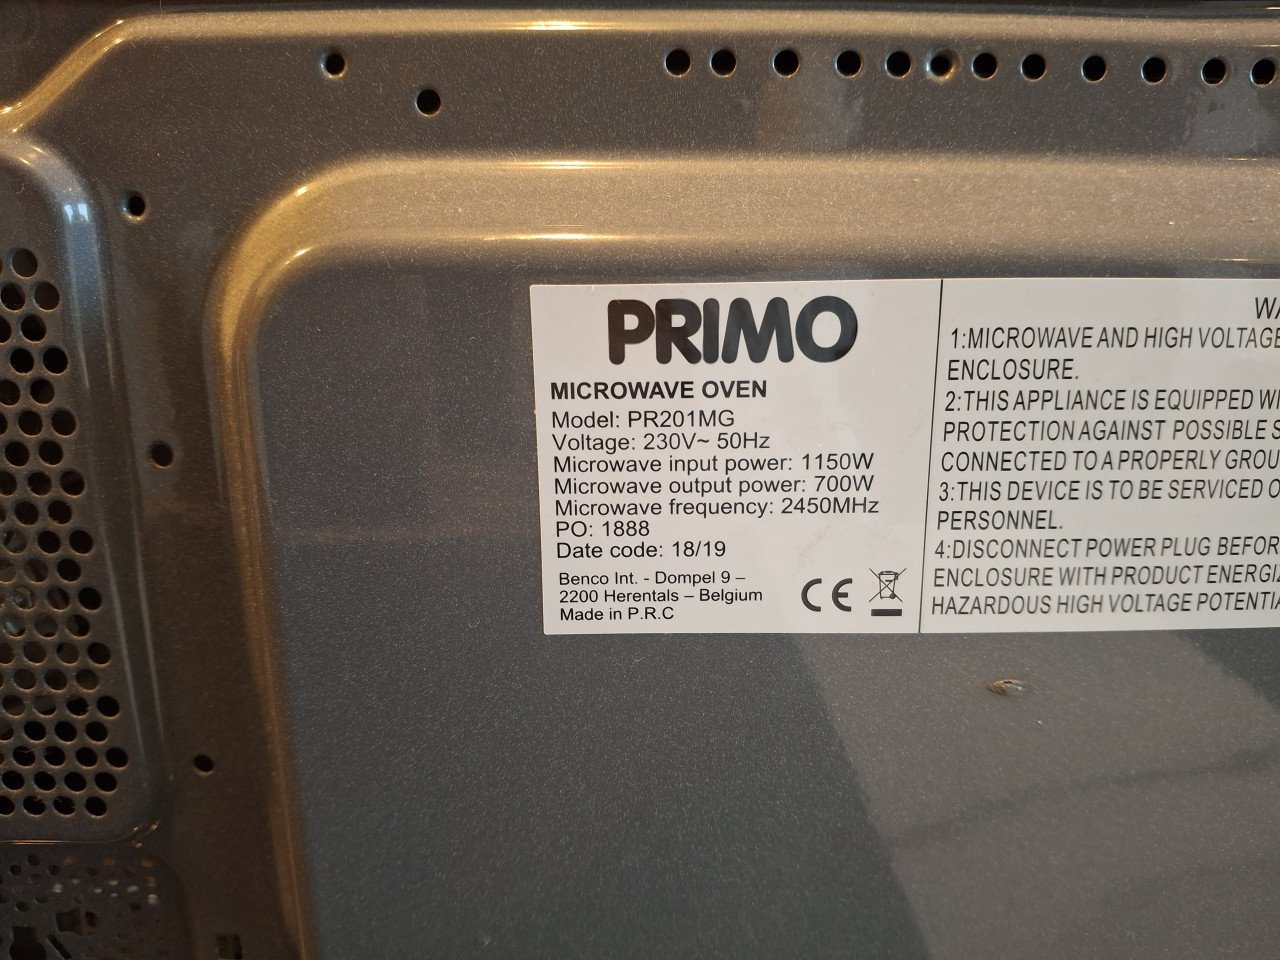 PRIMO
MICROWAVE OVEN
Model: PR201MG
Voltage: 230V~ 50Hz
Microwave input power: 1150W
Microwave output power: 700W
Microwave frequency: 2450MHz
PO: 1888
Date code: 18/19
Benco Int. - Dompel 9 –
2200 Herentals – Belgium
Made in P.R.C
CE
1:MICROWAVE AND HIGH VOLTAGE
ENCLOSURE.
2:THIS APPLIANCE IS EQUIPPED
PROTECTION AGAINST POSSIBLE
CONNECTED TO A PROPERLY
3:THIS DEVICE IS TO BE SERVICED
PERSONNEL.
4:DISCONNECT POWER PLUG
ENCLOSURE WITH PRODUCT
HAZARDOUS HIGH VOLTAGE